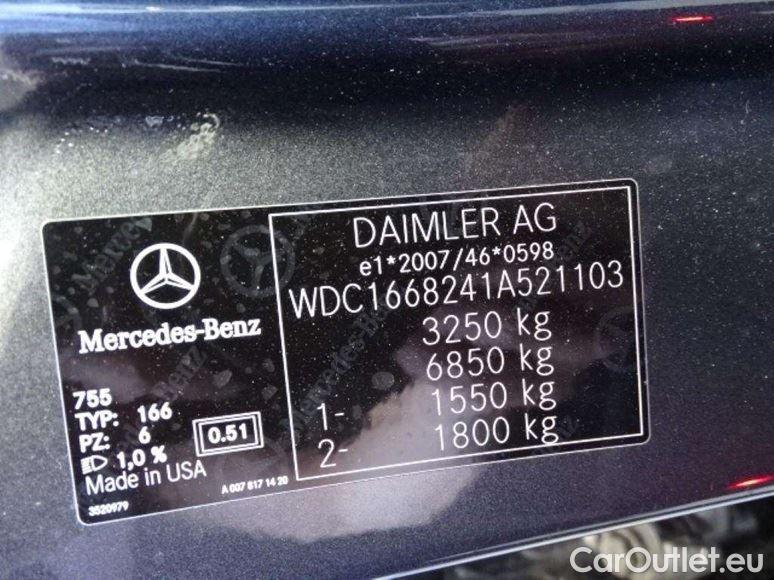 Mercedes-Benz
755
TYP: 166
PZ: 6
1,0 %
0.51
Made in USA
3520979
A 007 817 14 20
DAIMLER AG
e1*2007/46*0598
WDC1668241A521103
3250 kg
6850 kg
1- 1550 kg
2- 1800 kg
CarOutlet.eu